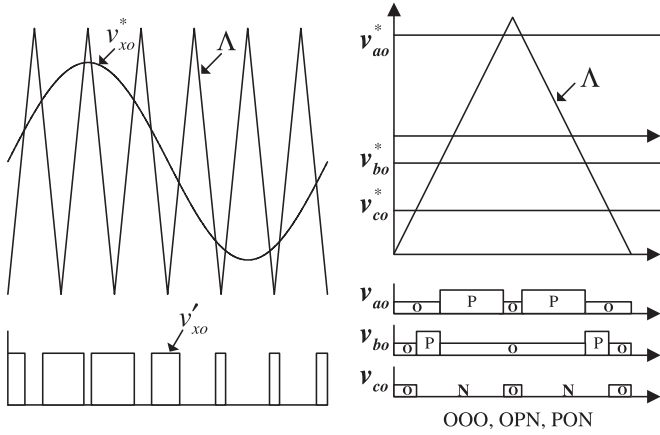 v*xo
Λ
v′xo
v*ao
Λ
v*bo
v*co
vao
O P O P O
vbo
O P O P O
vco
O N O N O
OOO, OPN, PON